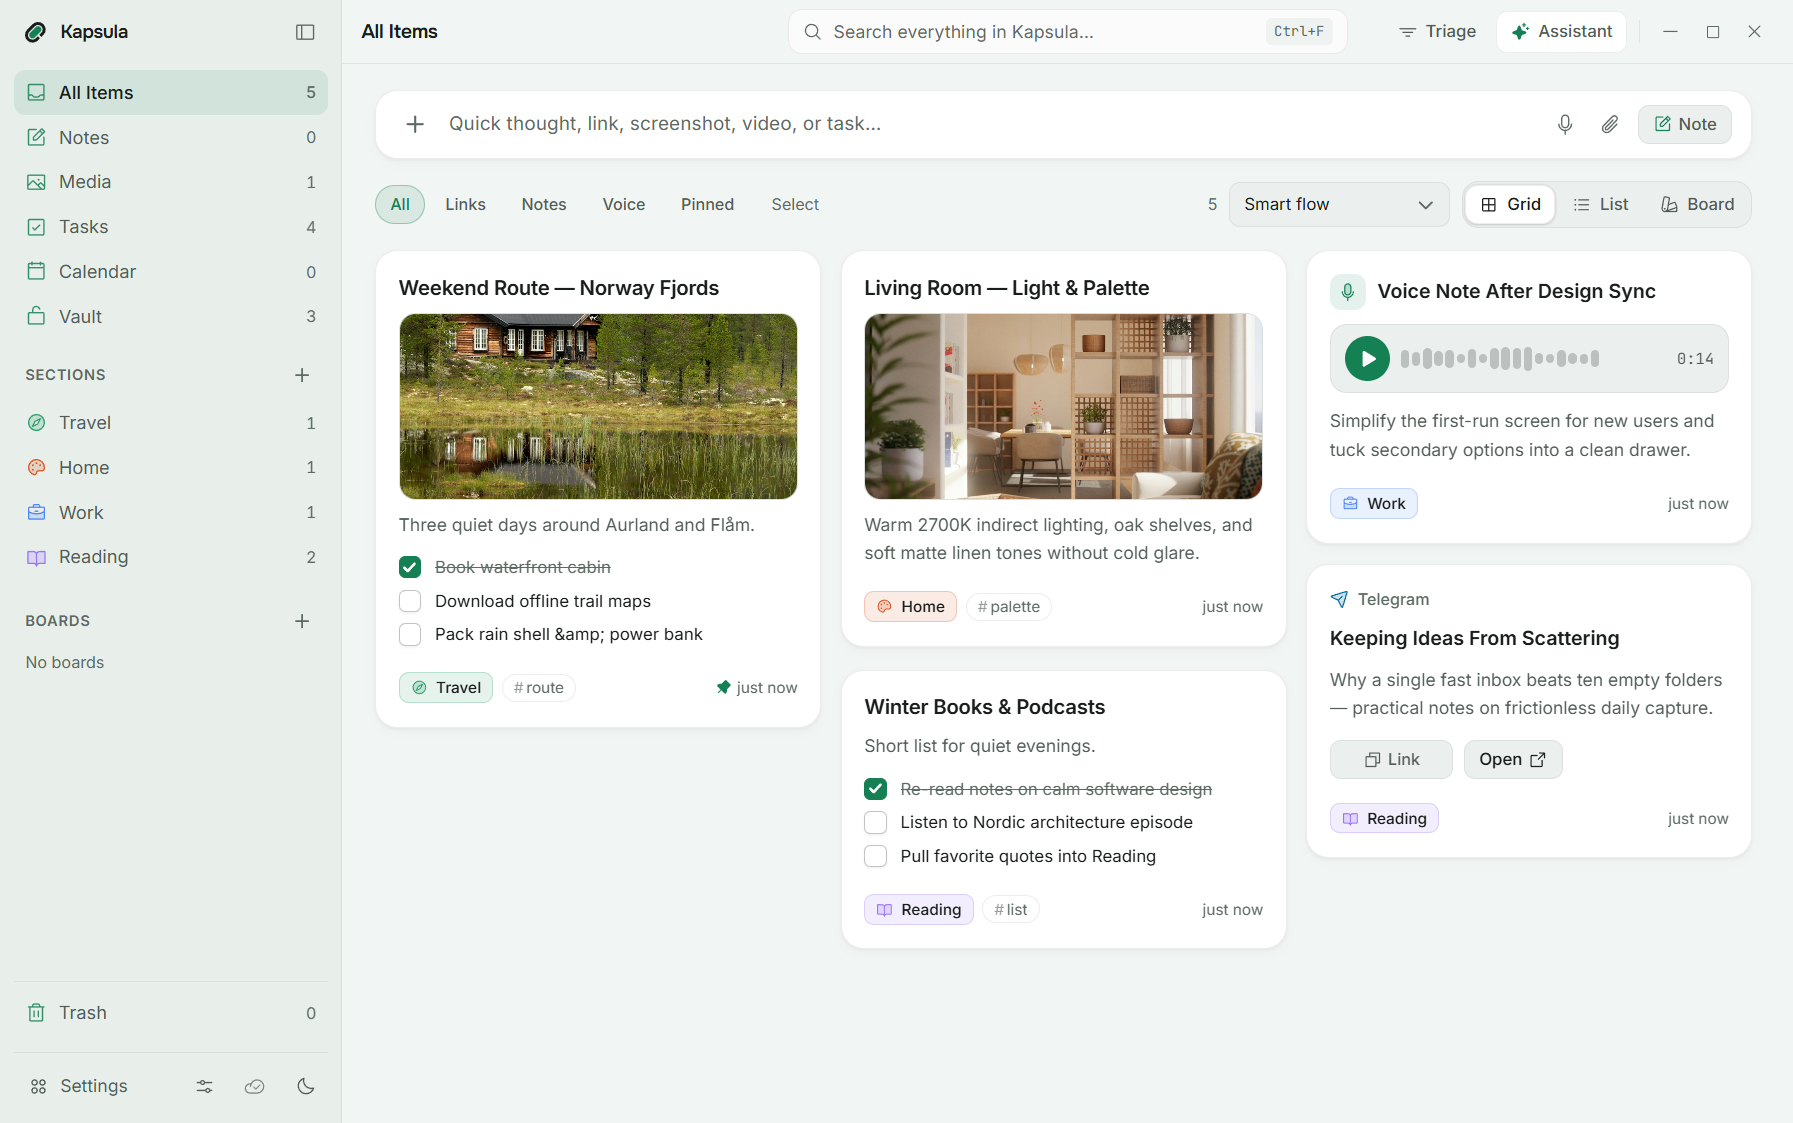 Kapsula
All Items 5
Notes 0
Media 1
Tasks 4
Calendar 0
Vault 3
SECTIONS
Travel 1
Home 1
Work 1
Reading 2
BOARDS
No boards
Trash 0
Settings
All Items
Search everything in Kapsula... Ctrl+F
Triage
Assistant
Quick thought, link, screenshot, video, or task...
Note
All Links Notes Voice Pinned Select
5 Smart flow Grid List Board
Weekend Route — Norway Fjords
Three quiet days around Aurland and Flåm.
Book waterfront cabin
Download offline trail maps
Pack rain shell &amp; power bank
Travel #route just now
Living Room — Light & Palette
Warm 2700K indirect lighting, oak shelves, and
soft matte linen tones without cold glare.
Home #palette just now
Winter Books & Podcasts
Short list for quiet evenings.
Re-read notes on calm software design
Listen to Nordic architecture episode
Pull favorite quotes into Reading
Reading #list just now
Voice Note After Design Sync
0:14
Simplify the first-run screen for new users and
tuck secondary options into a clean drawer.
Work just now
Telegram
Keeping Ideas From Scattering
Why a single fast inbox beats ten empty folders
— practical notes on frictionless daily capture.
Link Open
Reading just now